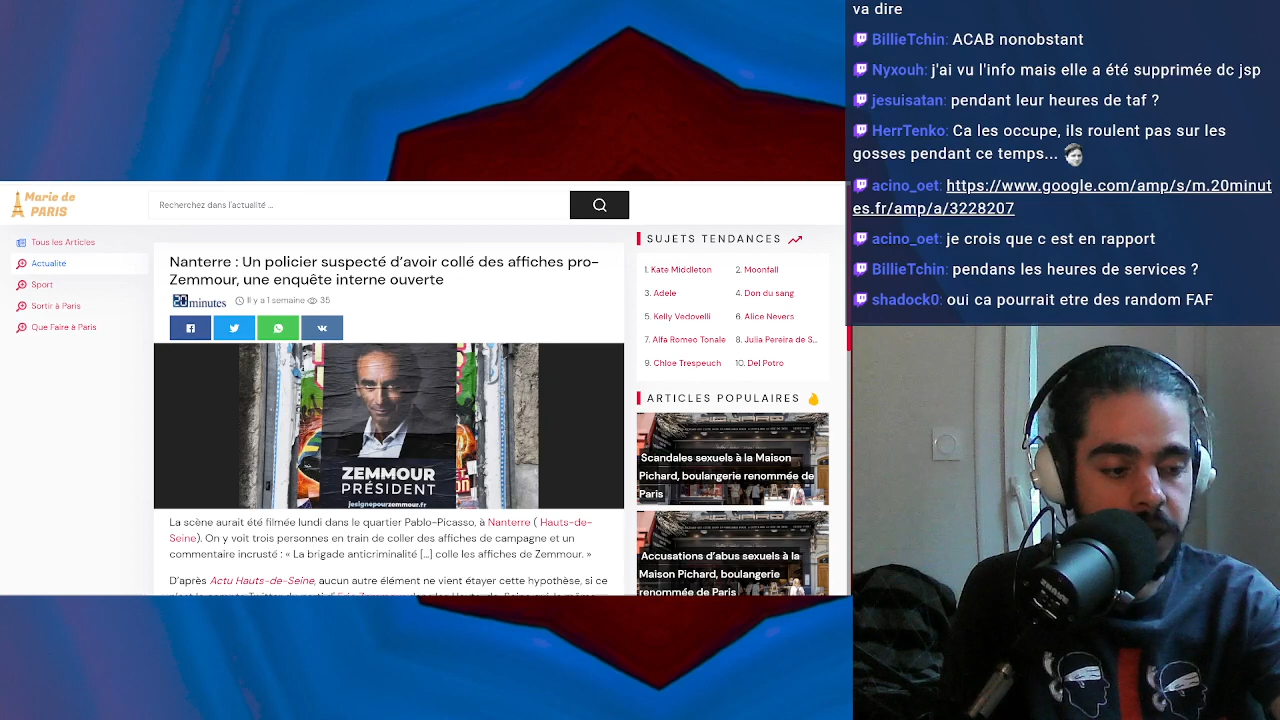 va dire
BillieTchin: ACAB nonobstant
Nyxouh: j'ai vu l'info mais elle a été supprimée dc jsp
jesuisatan: pendant leur heures de taf ?
HerrTenko: Ca les occupe, ils roulent pas sur les
gosses pendant ce temps...
acino_oet: https://www.google.com/amp/s/m.20minut
es.fr/amp/a/3228207
acino_oet: je crois que c est en rapport
BillieTchin: pendans les heures de services ?
shadock0: oui ca pourrait etre des random FAF
Marie de
PARIS
Recherchez dans l'actualité ...
Tous les Articles
Actualité
Sport
Sortir à Paris
Que Faire à Paris
Nanterre : Un policier suspecté d'avoir collé des affiches pro-
Zemmour, une enquête interne ouverte
20 minutes Il y a 1 semaine 35
ZEMMOUR
PRÉSIDENT
jesignepourzemmour.fr
La scène aurait été filmée lundi dans le quartier Pablo-Picasso, à Nanterre ( Hauts-de-
Seine). On y voit trois personnes en train de coller des affiches de campagne et un
commentaire incrusté : « La brigade anticriminalité [...] colle les affiches de Zemmour. »
D'après Actu Hauts-de-Seine, aucun autre élément ne vient étayer cette hypothèse, si ce
SUJETS TENDANCES
1. Kate Middleton 2. Moonfall
3. Adele 4. Don du sang
5. Kelly Vedovelli 6. Alice Nevers
7. Alfa Romeo Tonale 8. Julia Pereira de S...
9. Chloe Trespeuch 10. Del Potro
ARTICLES POPULAIRES
Scandales sexuels à la Maison
Pichard, boulangerie renommée de
Paris
Accusations d'abus sexuels à la
Maison Pichard, boulangerie
renommée de Paris